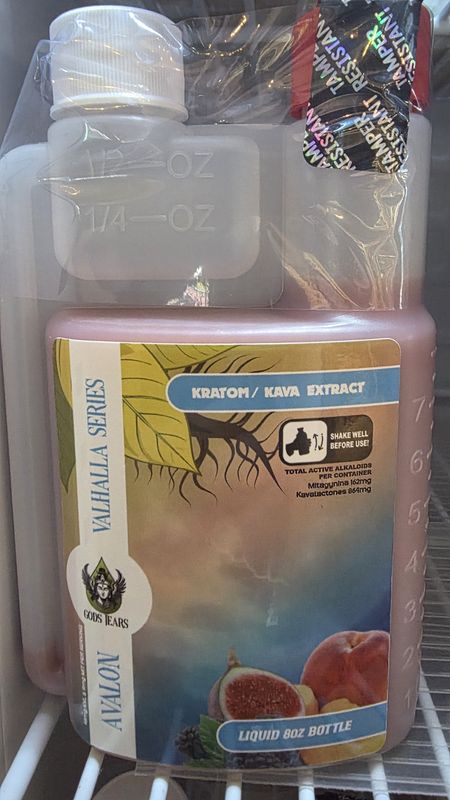 TAMPER
RESISTANT
TAMPER
RESISTANT
1/2—OZ
1/4—OZ
KRATOM / KAVA EXTRACT
SHAKE WELL
BEFORE USE!
TOTAL ACTIVE ALKALOIDS
PER CONTAINER
Mitagynina 162mg
Kavalactones 864mg
VALHALLA SERIES
GODS TEARS
AVALON
7
6
5
4
3
2
1
LIQUID 8OZ BOTTLE